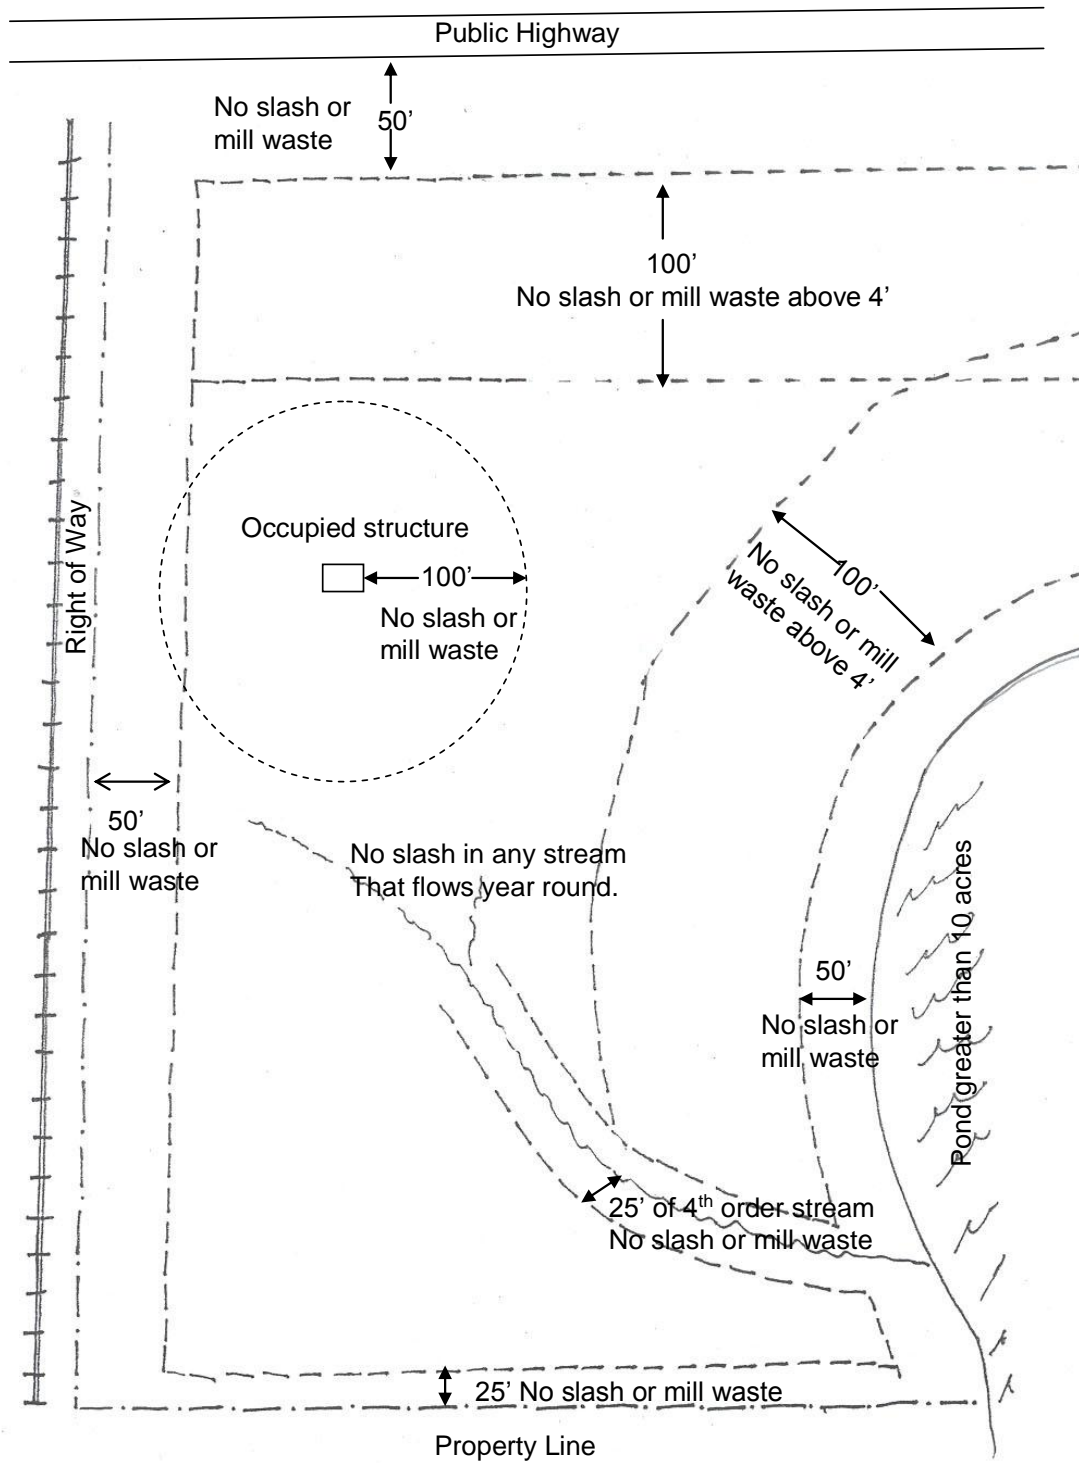 Public Highway
No slash or
mill waste
50’
100’
No slash or mill waste above 4’
Right of Way
Occupied structure
100’
No slash or
mill waste
100’
No slash or mill
waste above 4’
50’
No slash or
mill waste
No slash in any stream
That flows year round.
50’
No slash or
mill waste
Pond greater than 10 acres
25’ of 4th order stream
No slash or mill waste
25’ No slash or mill waste
Property Line